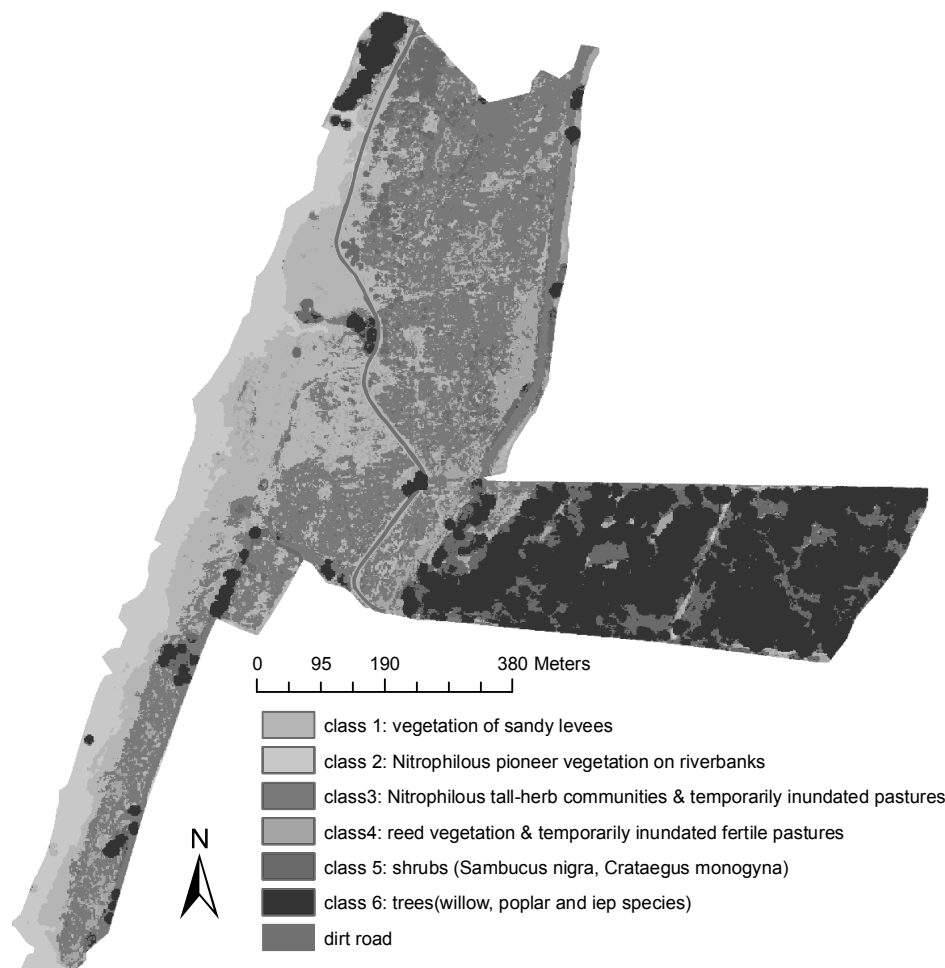 0 95 190 380 Meters
class 1: vegetation of sandy levees
class 2: Nitrophilous pioneer vegetation on riverbanks
class3: Nitrophilous tall-herb communities & temporarily inundated pastures
class4: reed vegetation & temporarily inundated fertile pastures
class 5: shrubs (Sambucus nigra, Crataegus monogyna)
N
class 6: trees(willow, poplar and iep species)
dirt road